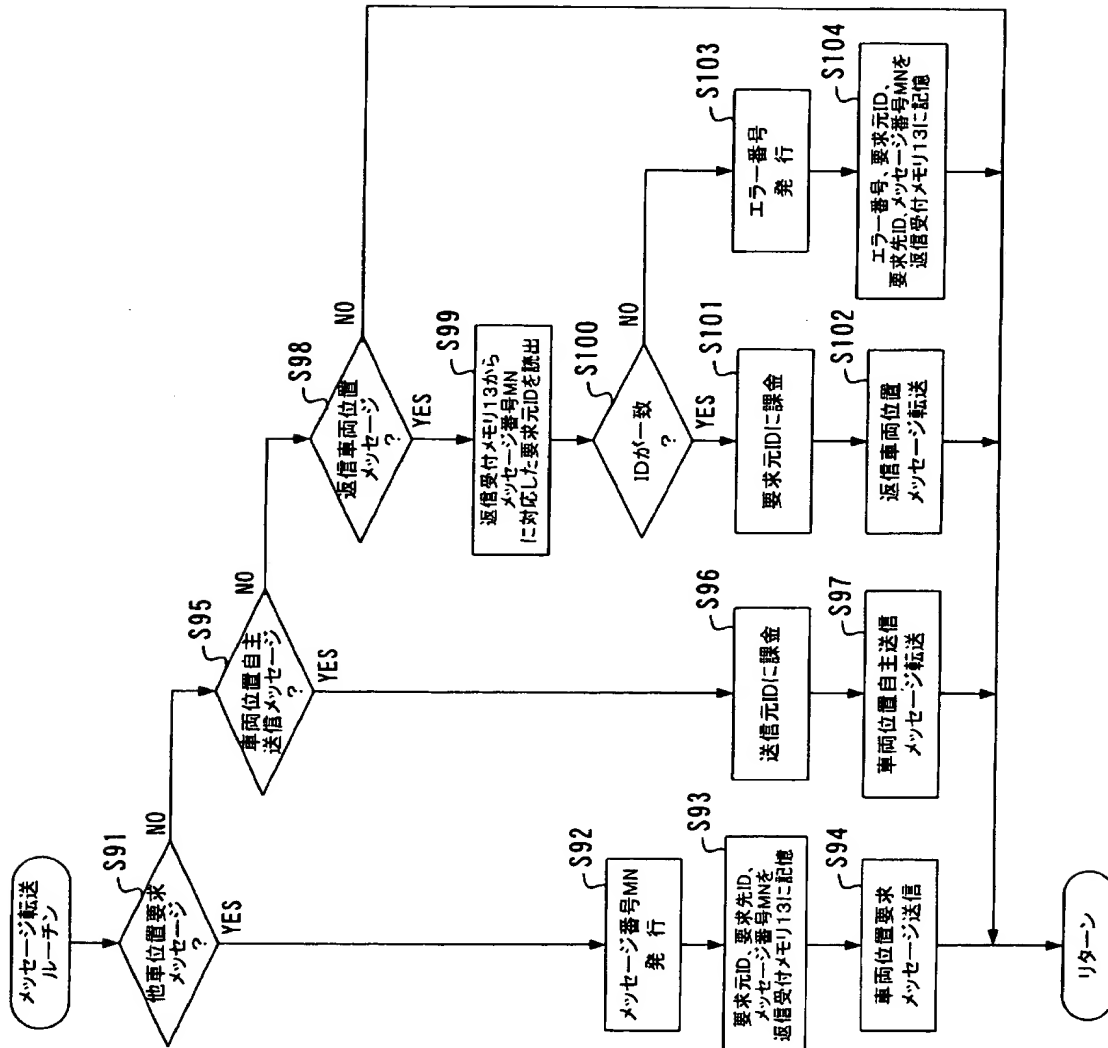 メッセージ転送
ルーチン
S91
他車位置要求
メッセージ
?
NO
YES
S92
メッセージ番号MN
発 行
S93
要求元ID、要求先ID、
メッセージ番号MNを
返信受付メモリ13に記憶
S94
車両位置要求
メッセージ送信
リターン
S95
車両位置自主
送信メッセージ
?
NO
YES
S96
送信元IDに課金
S97
車両位置自主送信
メッセージ転送
S98
返信車両位置
メッセージ
?
NO
YES
S99
返信受付メモリ13から
メッセージ番号MN
に対応した要求元IDを読出
S100
IDが一致
?
NO
YES
S101
要求元IDに課金
S102
返信車両位置
メッセージ転送
S103
エラー番号
発 行
S104
エラー番号、要求元ID、
要求先ID、メッセージ番号MNを
返信受付メモリ13に記憶